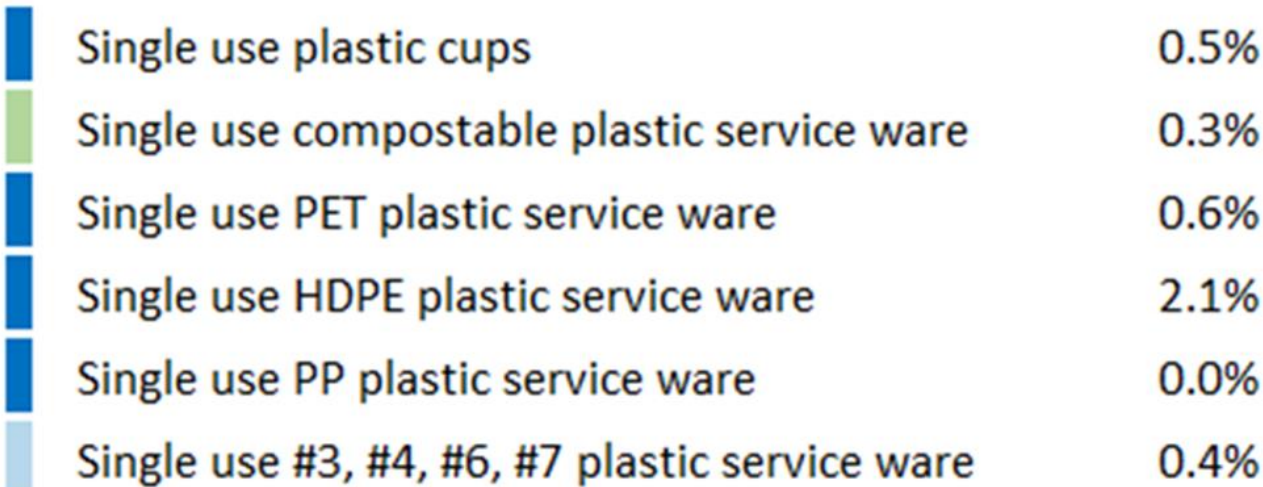 Single use plastic cups 0.5%
Single use compostable plastic service ware 0.3%
Single use PET plastic service ware 0.6%
Single use HDPE plastic service ware 2.1%
Single use PP plastic service ware 0.0%
Single use #3, #4, #6, #7 plastic service ware 0.4%